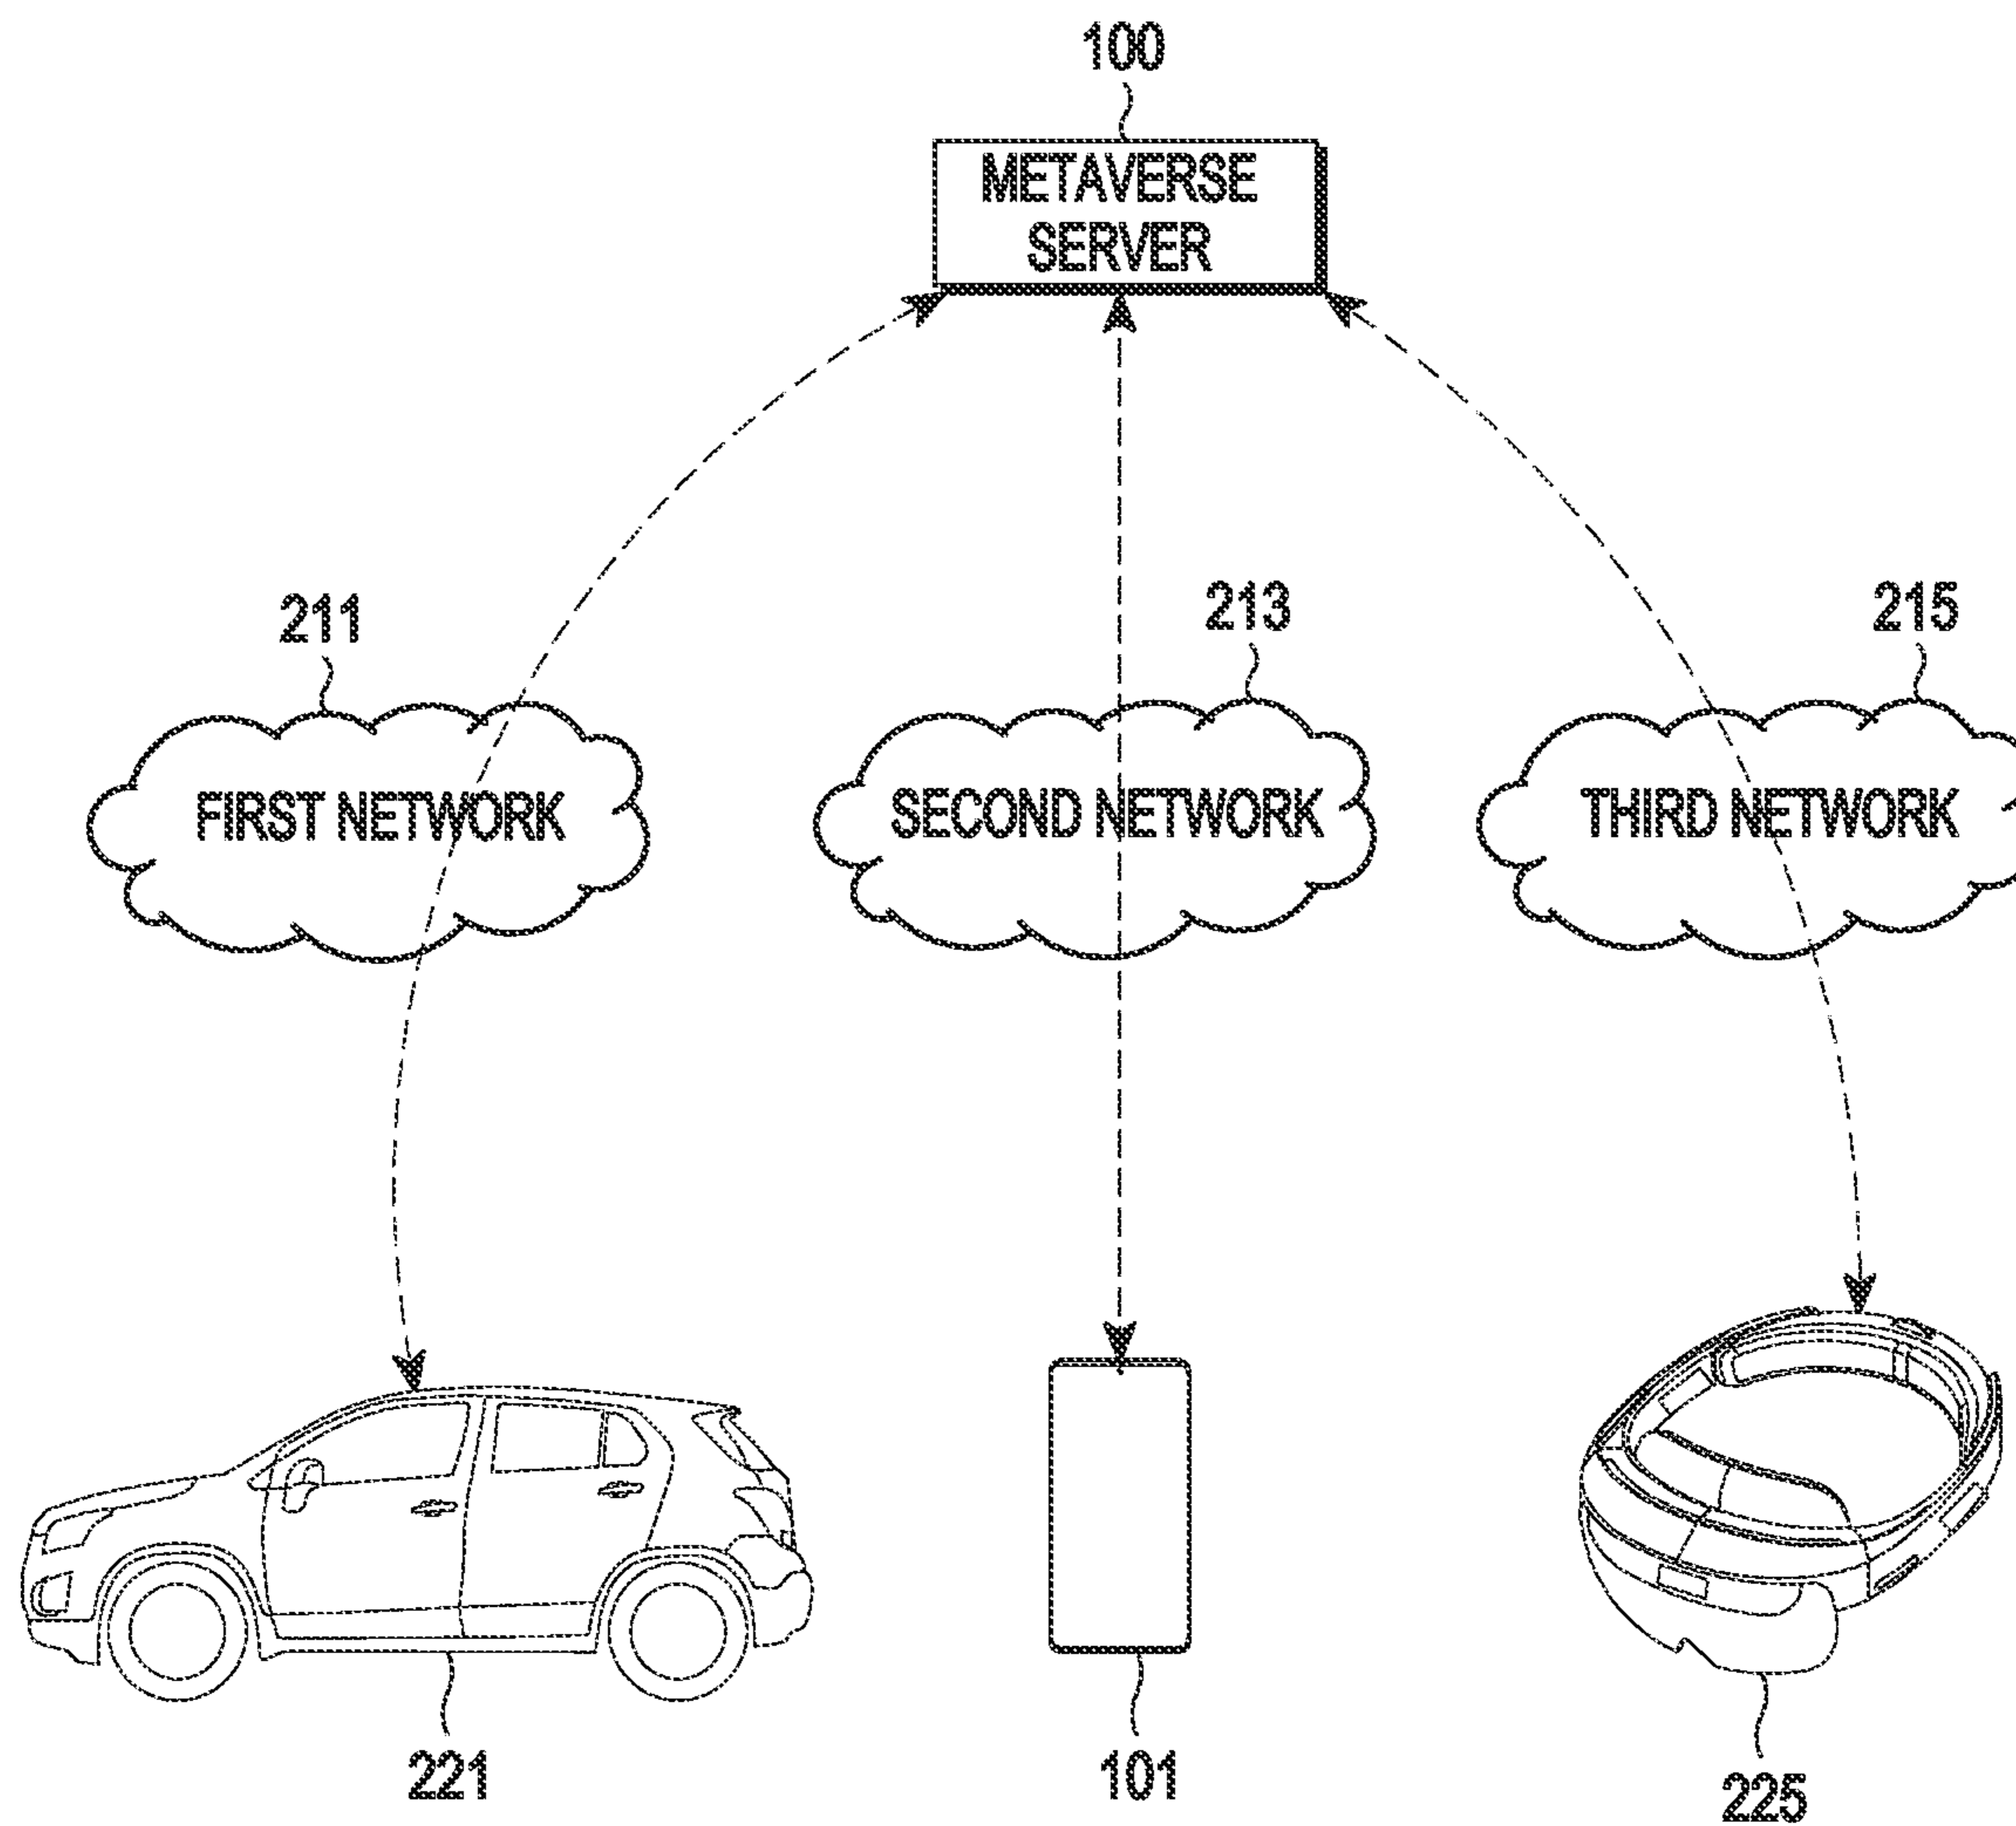 100
METAVERSE
SERVER
211
213
215
FIRST NETWORK
SECOND NETWORK
THIRD NETWORK
221
101
225